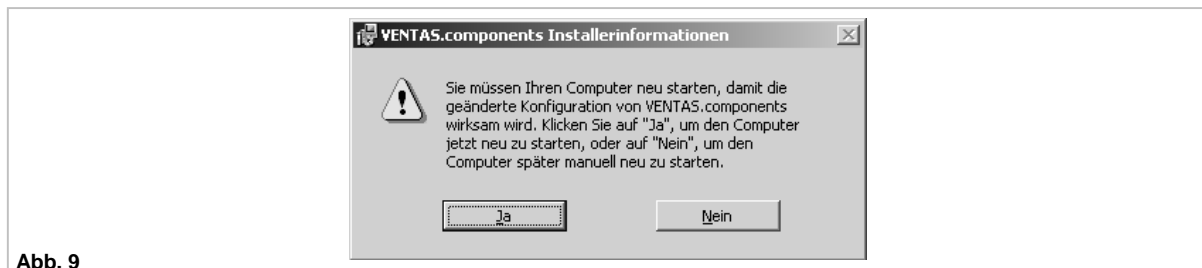 VENTAS.components Installerinformationen
Sie müssen Ihren Computer neu starten, damit die
geänderte Konfiguration von VENTAS.components
wirksam wird. Klicken Sie auf "Ja", um den Computer
jetzt neu zu starten, oder auf "Nein", um den
Computer später manuell neu zu starten.
Ja
Nein
Abb. 9